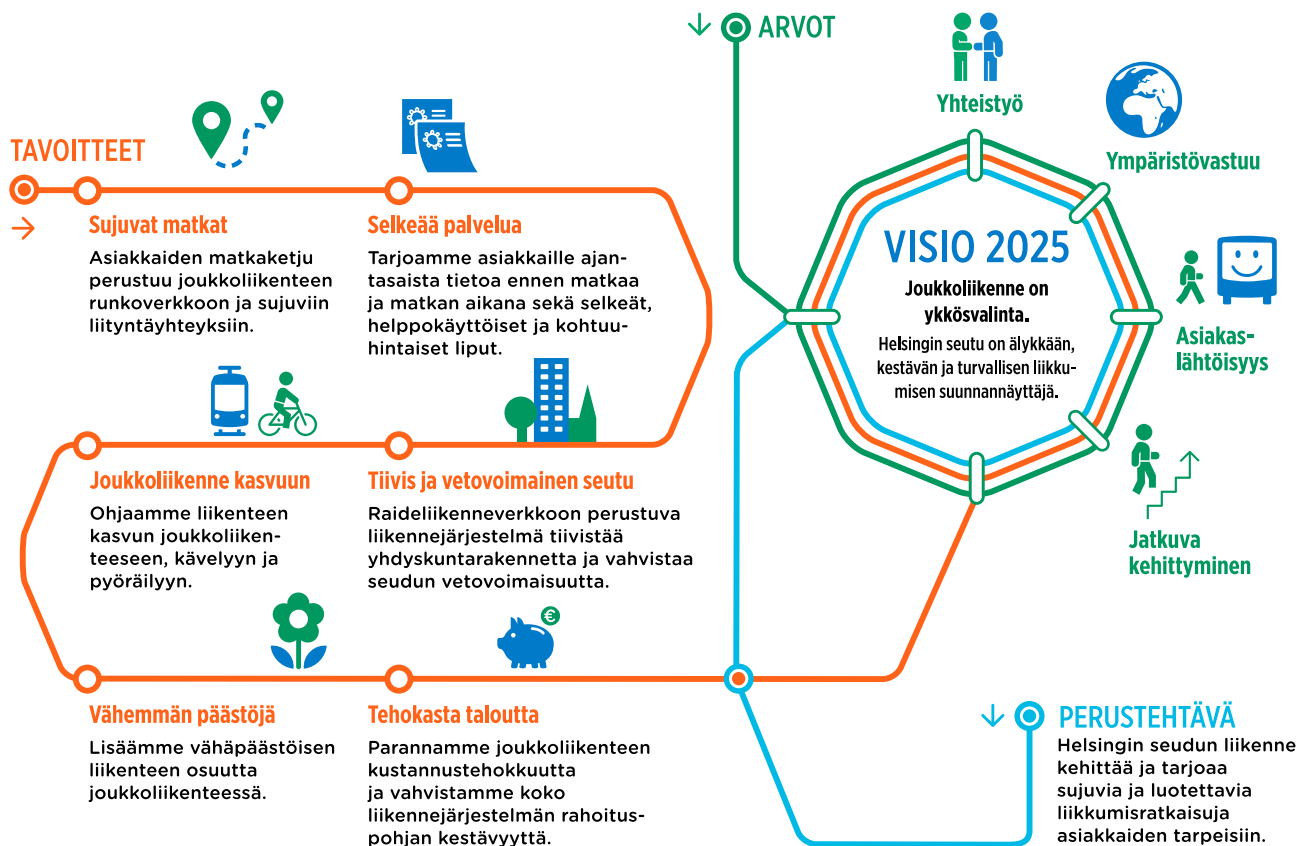 TAVOITTEET
Sujuvat matkat
Asiakkaiden matkaketju
perustuu joukkoliikenteen
runkoverkkoon ja sujuviin
liityntäyhteyksiin.
Selkeää palvelua
Tarjoamme asiakkaille ajan-
tasaista tietoa ennen matkaa
ja matkan aikana sekä selkeät,
helppokäyttöiset ja kohtuu-
hintaiset liput.
Joukkoliikenne kasvuun
Ohjaamme liikenteen
kasvun joukkoliiken-
teeseen, kävelyyn ja
pyöräilyyn.
Tiivis ja vetovoimainen seutu
Raideliikenneverkkoon perustuva
liikennejärjestelmä tiivistää
yhdyskuntarakennetta ja vahvistaa
seudun vetovoimaisuutta.
Vähemmän päästöjä
Lisäämme vähäpäästöisen
liikenteen osuutta
joukkoliikenteessä.
€
Tehokasta taloutta
Parannamme joukkoliikenteen
kustannustehokkuutta
ja vahvistamme koko
liikennejärjestelmän rahoitus-
pohjan kestävyyttä.
ARVOT
Yhteistyö
Ympäristövastuu
Asiakas-
lähtöisyys
Jatkuva
kehittyminen
VISIO 2025
Joukkoliikenne on
ykkösvalinta.
Helsingin seutu on älykkään,
kestävän ja turvallisen liikku-
misen suunnannäyttäjä.
PERUSTEHTÄVÄ
Helsingin seudun liikenne
kehittää ja tarjoaa
sujuvia ja luotettavia
liikkumisratkaisuja
asiakkaiden tarpeisiin.